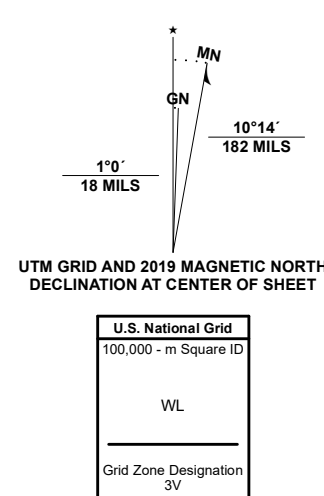 ★
MN
GN
10°14´
182 MILS
1°0´
18 MILS
UTM GRID AND 2019 MAGNETIC NORTH
DECLINATION AT CENTER OF SHEET
U.S. National Grid
100,000 - m Square ID
WL
Grid Zone Designation
3V